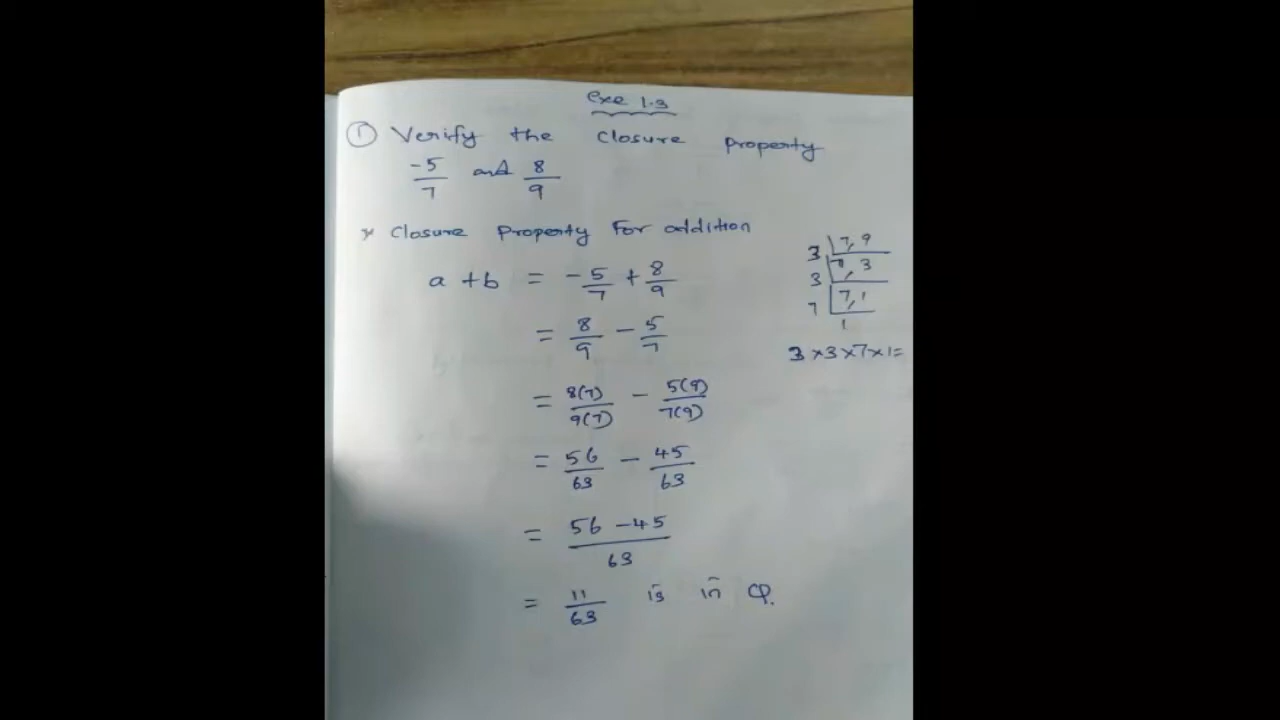 exe 1.3
① Verify the closure property
-5/7 and 8/9
* Closure Property For addition
a + b = -5/7 + 8/9
= 8/9 - 5/7
= 8(7)/9(7) - 5(9)/7(9)
= 56/63 - 45/63
= 56 - 45/63
= 11/63 is in Q.
3 | 7, 9
3 | 7, 3
7 | 7, 1
1
3 × 3 × 7 × 1 =